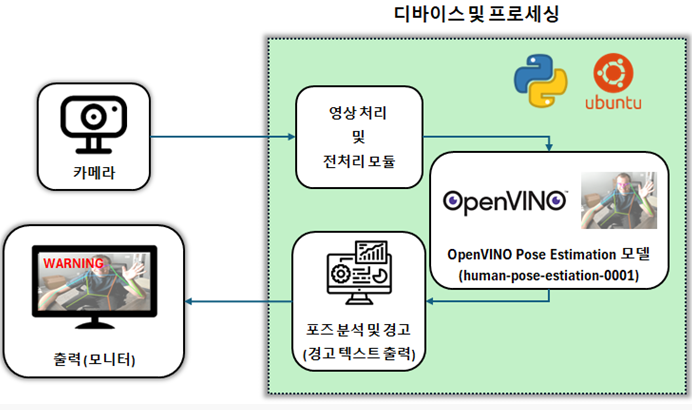 디바이스 및 프로세싱
ubuntu
카메라
영상 처리
및
전처리 모듈
OpenVINO™
OpenVINO Pose Estimation 모델
(human-pose-estiation-0001)
포즈 분석 및 경고
(경고 텍스트 출력)
WARNING
출력 (모니터)